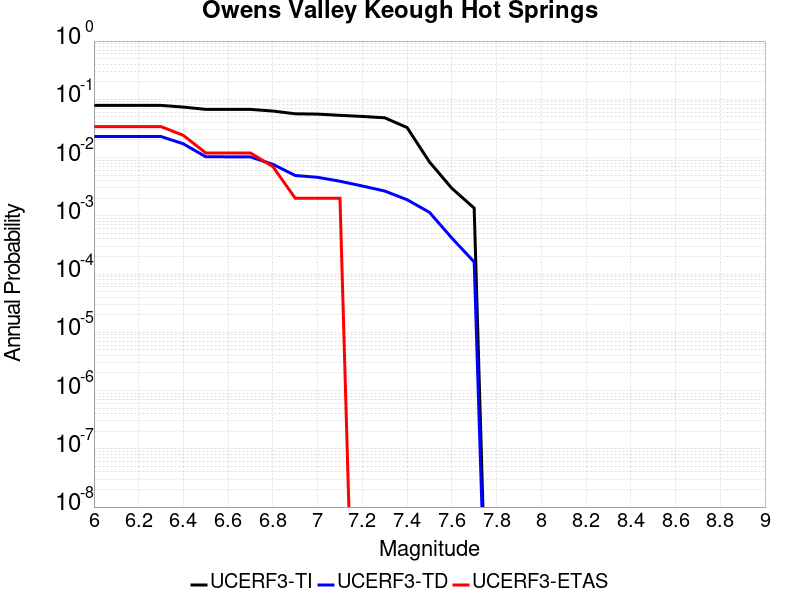 Owens Valley Keough Hot Springs
10^0
10^-1
10^-2
10^-3
10^-4
10^-5
10^-6
10^-7
10^-8
Annual Probability
6 6.2 6.4 6.6 6.8 7 7.2 7.4 7.6 7.8 8 8.2 8.4 8.6 8.8 9
Magnitude
UCERF3-TI UCERF3-TD UCERF3-ETAS